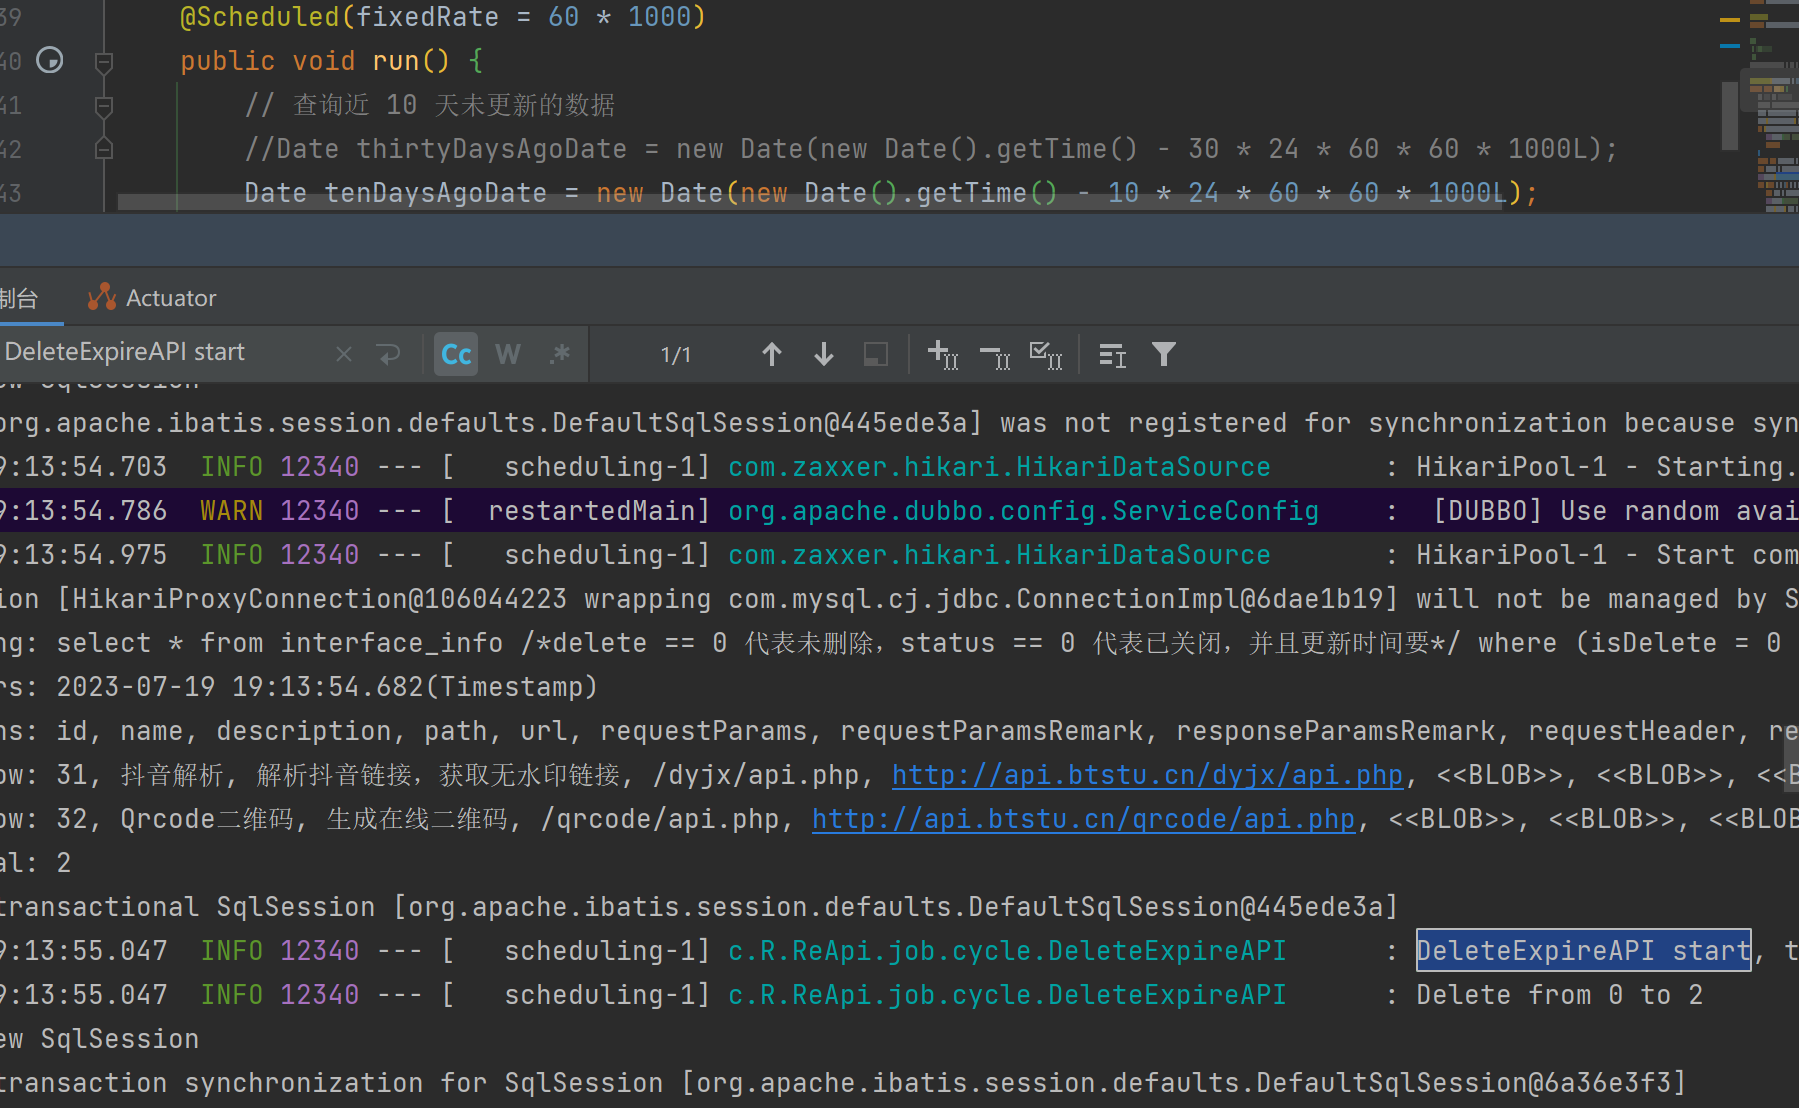 39 @Scheduled(fixedRate = 60 * 1000)
40 public void run() {
41 // 查询近 10 天未更新的数据
42 //Date thirtyDaysAgoDate = new Date(new Date().getTime() - 30 * 24 * 60 * 60 * 1000L);
43 Date tenDaysAgoDate = new Date(new Date().getTime() - 10 * 24 * 60 * 60 * 1000L);
制台 Actuator
DeleteExpireAPI start × Cc W .* 1/1
ew SqlSession
org.apache.ibatis.session.defaults.DefaultSqlSession@445ede3a] was not registered for synchronization because syn
9:13:54.703 INFO 12340 --- [ scheduling-1] com.zaxxer.hikari.HikariDataSource : HikariPool-1 - Starting.
9:13:54.786 WARN 12340 --- [ restartedMain] org.apache.dubbo.config.ServiceConfig : [DUBBO] Use random avai
9:13:54.975 INFO 12340 --- [ scheduling-1] com.zaxxer.hikari.HikariDataSource : HikariPool-1 - Start com
ion [HikariProxyConnection@106044223 wrapping com.mysql.cj.jdbc.ConnectionImpl@6dae1b19] will not be managed by S
ng: select * from interface_info /*delete == 0 代表未删除，status == 0 代表已关闭，并且更新时间要*/ where (isDelete = 0
rs: 2023-07-19 19:13:54.682(Timestamp)
ns: id, name, description, path, url, requestParams, requestParamsRemark, responseParamsRemark, requestHeader, re
ow: 31, 抖音解析, 解析抖音链接，获取无水印链接, /dyjx/api.php, http://api.btstu.cn/dyjx/api.php, <<BLOB>>, <<BLOB>>, <<B
ow: 32, Qrcode二维码, 生成在线二维码, /qrcode/api.php, http://api.btstu.cn/qrcode/api.php, <<BLOB>>, <<BLOB>>, <<BLOB
al: 2
transactional SqlSession [org.apache.ibatis.session.defaults.DefaultSqlSession@445ede3a]
9:13:55.047 INFO 12340 --- [ scheduling-1] c.R.ReApi.job.cycle.DeleteExpireAPI : DeleteExpireAPI start, t
9:13:55.047 INFO 12340 --- [ scheduling-1] c.R.ReApi.job.cycle.DeleteExpireAPI : Delete from 0 to 2
ew SqlSession
transaction synchronization for SqlSession [org.apache.ibatis.session.defaults.DefaultSqlSession@6a36e3f3]